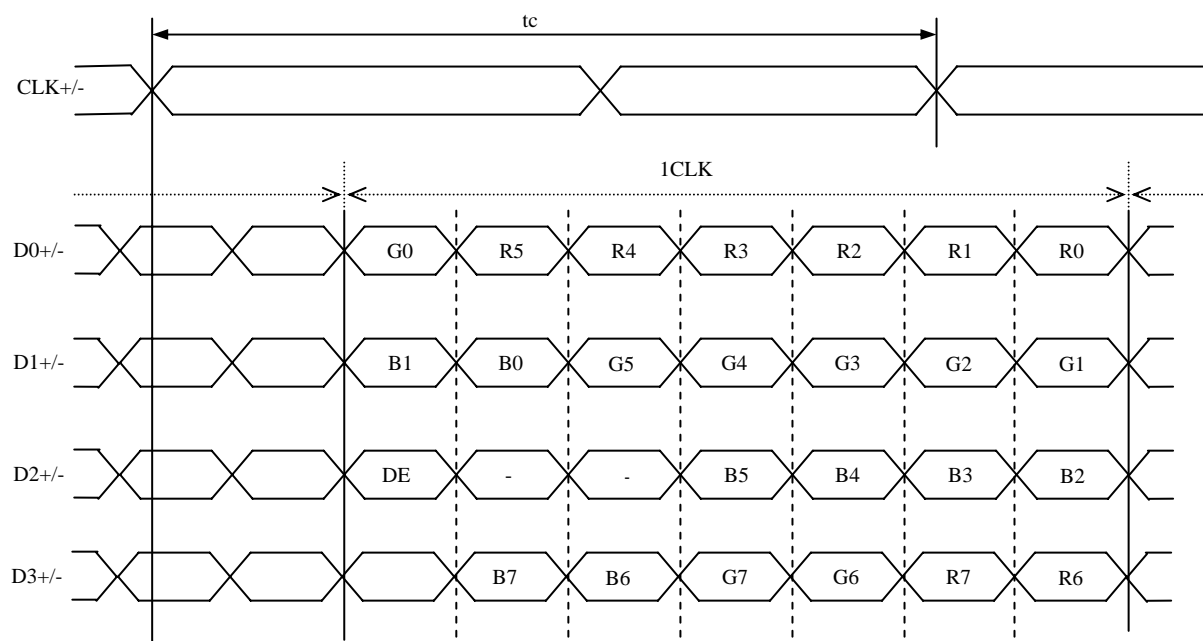 tc
CLK+/-
1CLK
D0+/- G0 R5 R4 R3 R2 R1 R0
D1+/- B1 B0 G5 G4 G3 G2 G1
D2+/- DE - - B5 B4 B3 B2
D3+/- B7 B6 G7 G6 R7 R6